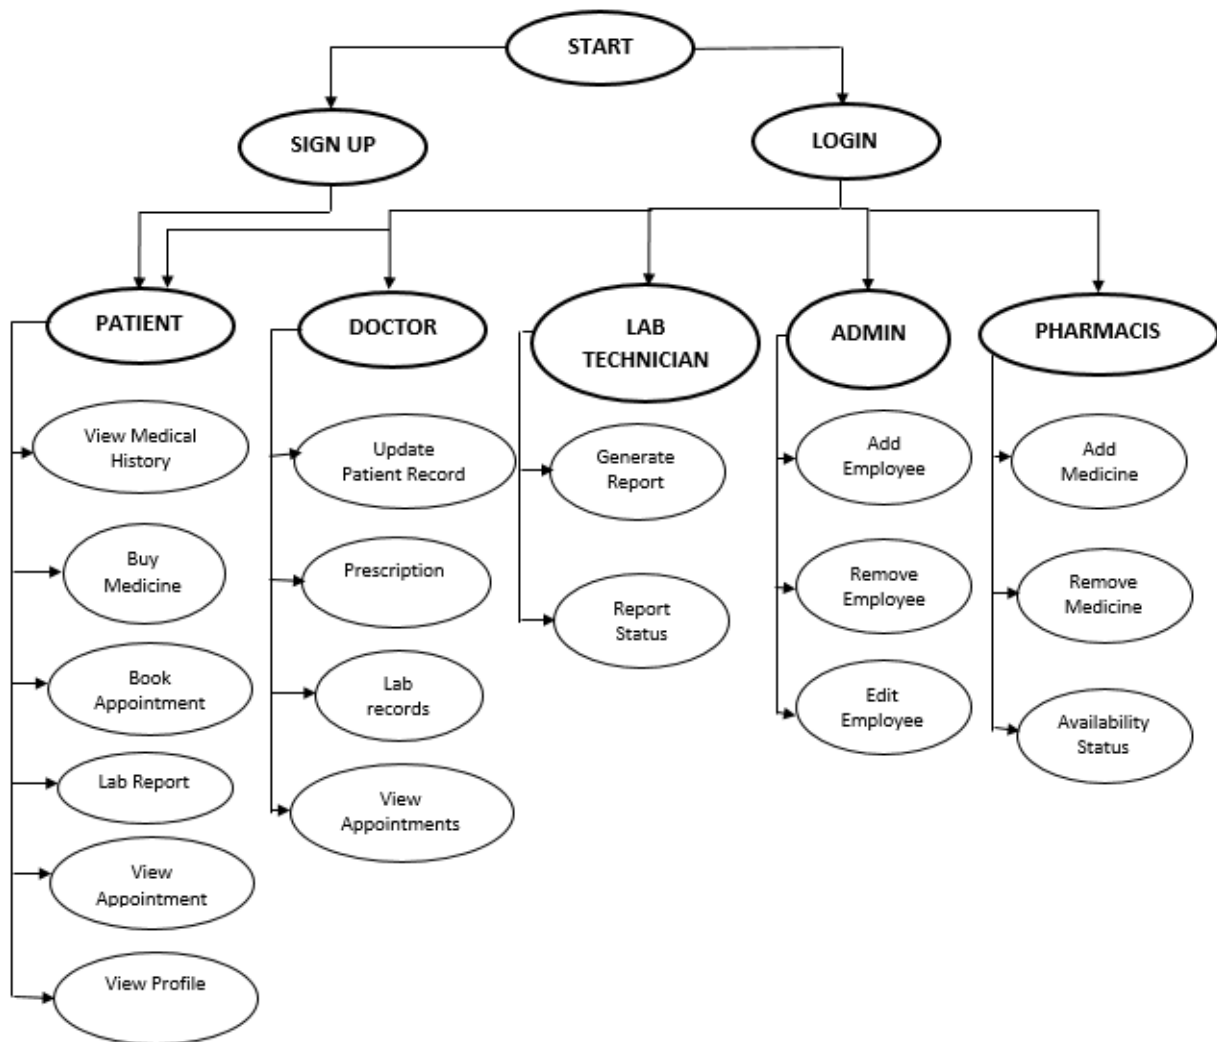 START
SIGN UP
LOGIN
PATIENT
DOCTOR
LAB
TECHNICIAN
ADMIN
PHARMACIS
View Medical
History
Buy
Medicine
Book
Appointment
Lab Report
View
Appointment
View Profile
Update
Patient Record
Prescription
Lab
records
View
Appointments
Generate
Report
Report
Status
Add
Employee
Remove
Employee
Edit
Employee
Add
Medicine
Remove
Medicine
Availability
Status